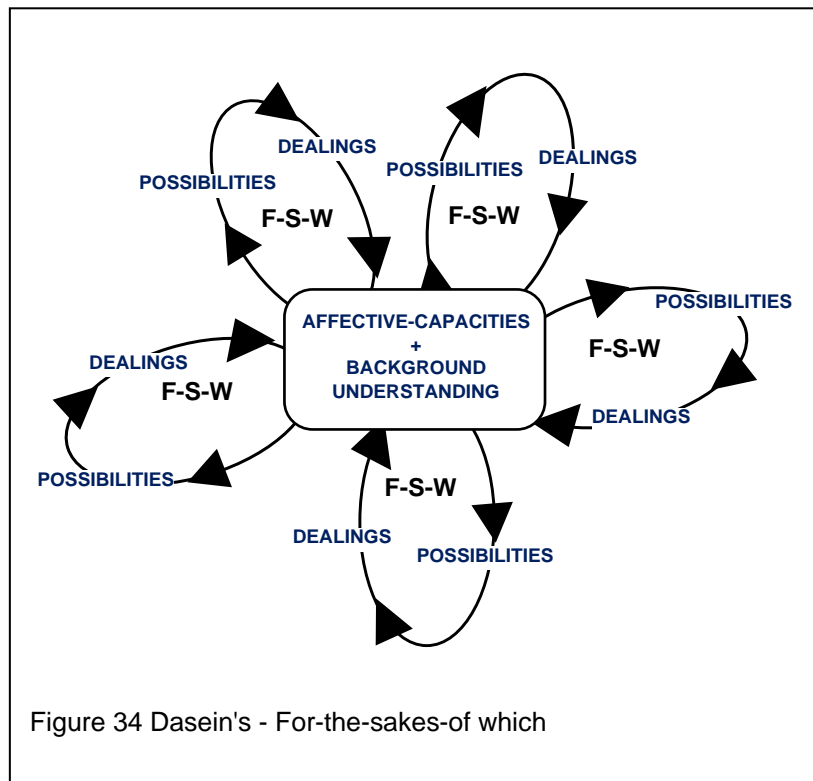 DEALINGS
POSSIBILITIES
F-S-W
POSSIBILITIES
DEALINGS
F-S-W
AFFECTIVE-CAPACITIES
+
BACKGROUND
UNDERSTANDING
POSSIBILITIES
F-S-W
DEALINGS
DEALINGS
F-S-W
POSSIBILITIES
F-S-W
DEALINGS
POSSIBILITIES
Figure 34 Dasein's - For-the-sakes-of which